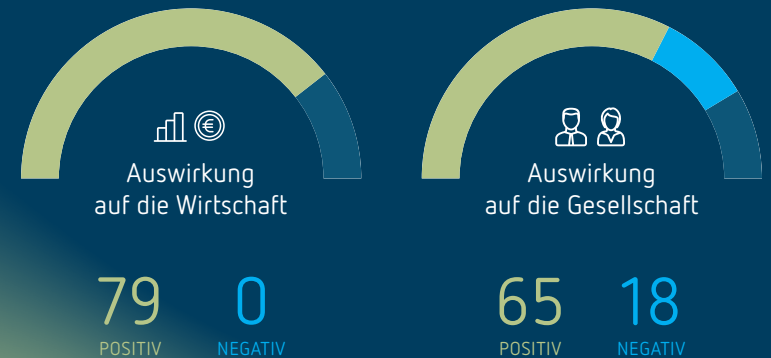 €
Auswirkung
auf die Wirtschaft
79 0
POSITIV NEGATIV
Auswirkung
auf die Gesellschaft
65 18
POSITIV NEGATIV